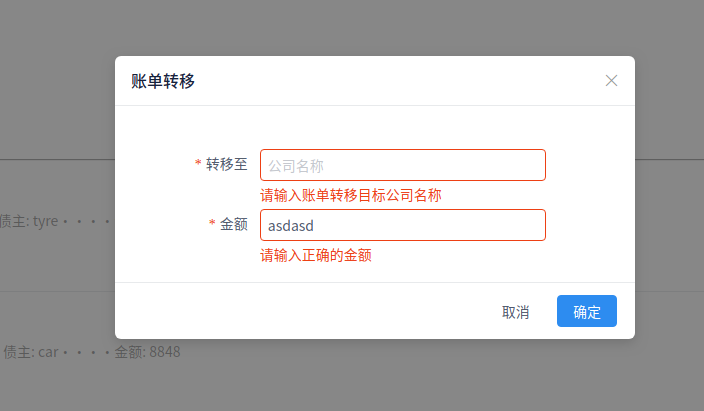 账单转移
* 转移至
公司名称
请输入账单转移目标公司名称
* 金额
asdasd
请输入正确的金额
取消
确定
债主: tyre · · · ·
债主: car · · · · 金额: 8848